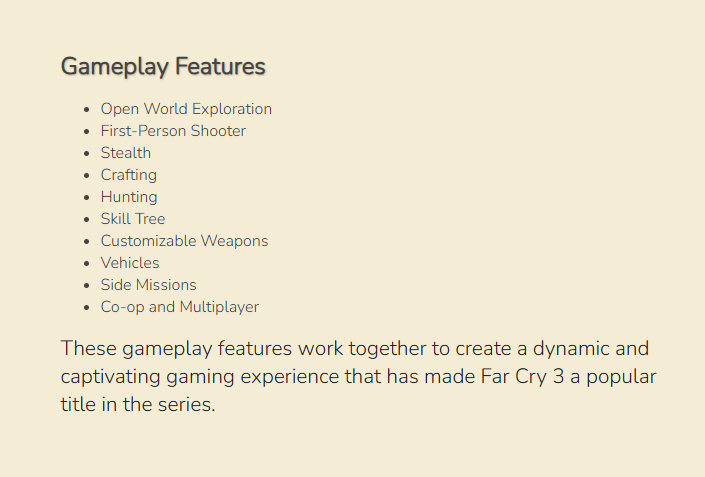 Gameplay Features
• Open World Exploration
• First-Person Shooter
• Stealth
• Crafting
• Hunting
• Skill Tree
• Customizable Weapons
• Vehicles
• Side Missions
• Co-op and Multiplayer
These gameplay features work together to create a dynamic and
captivating gaming experience that has made Far Cry 3 a popular
title in the series.